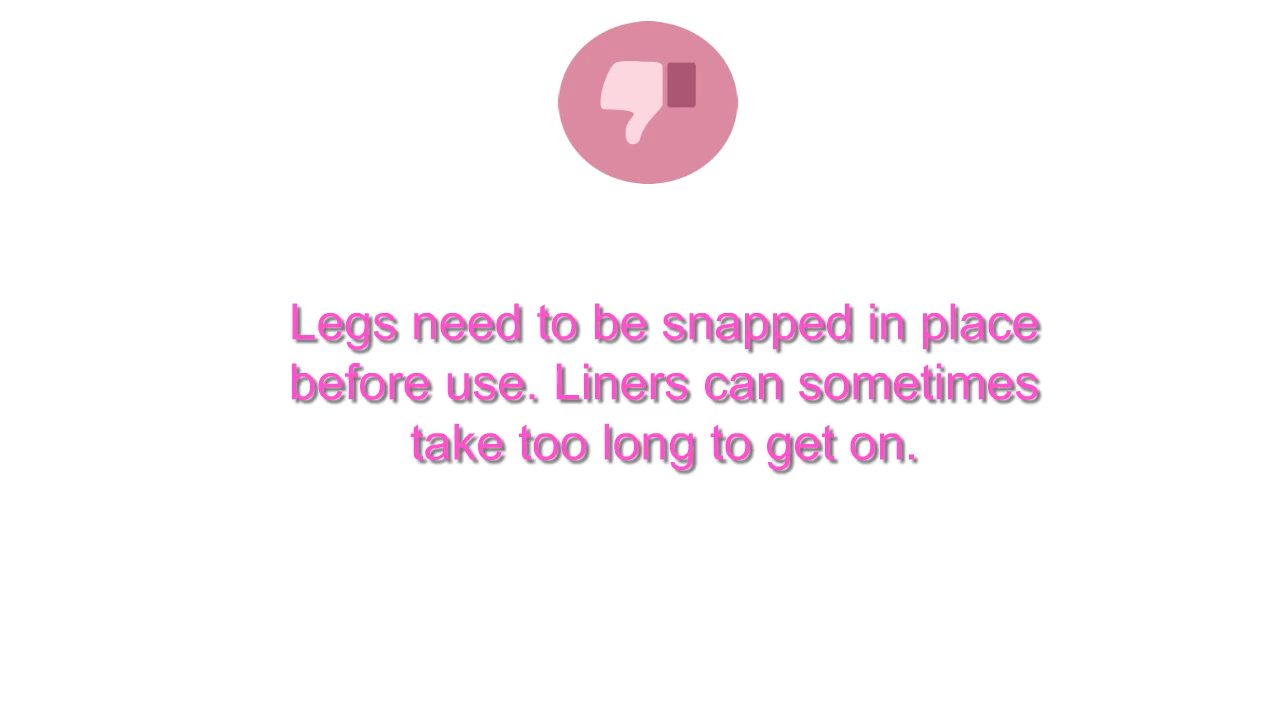 Legs need to be snapped in place
before use. Liners can sometimes
take too long to get on.